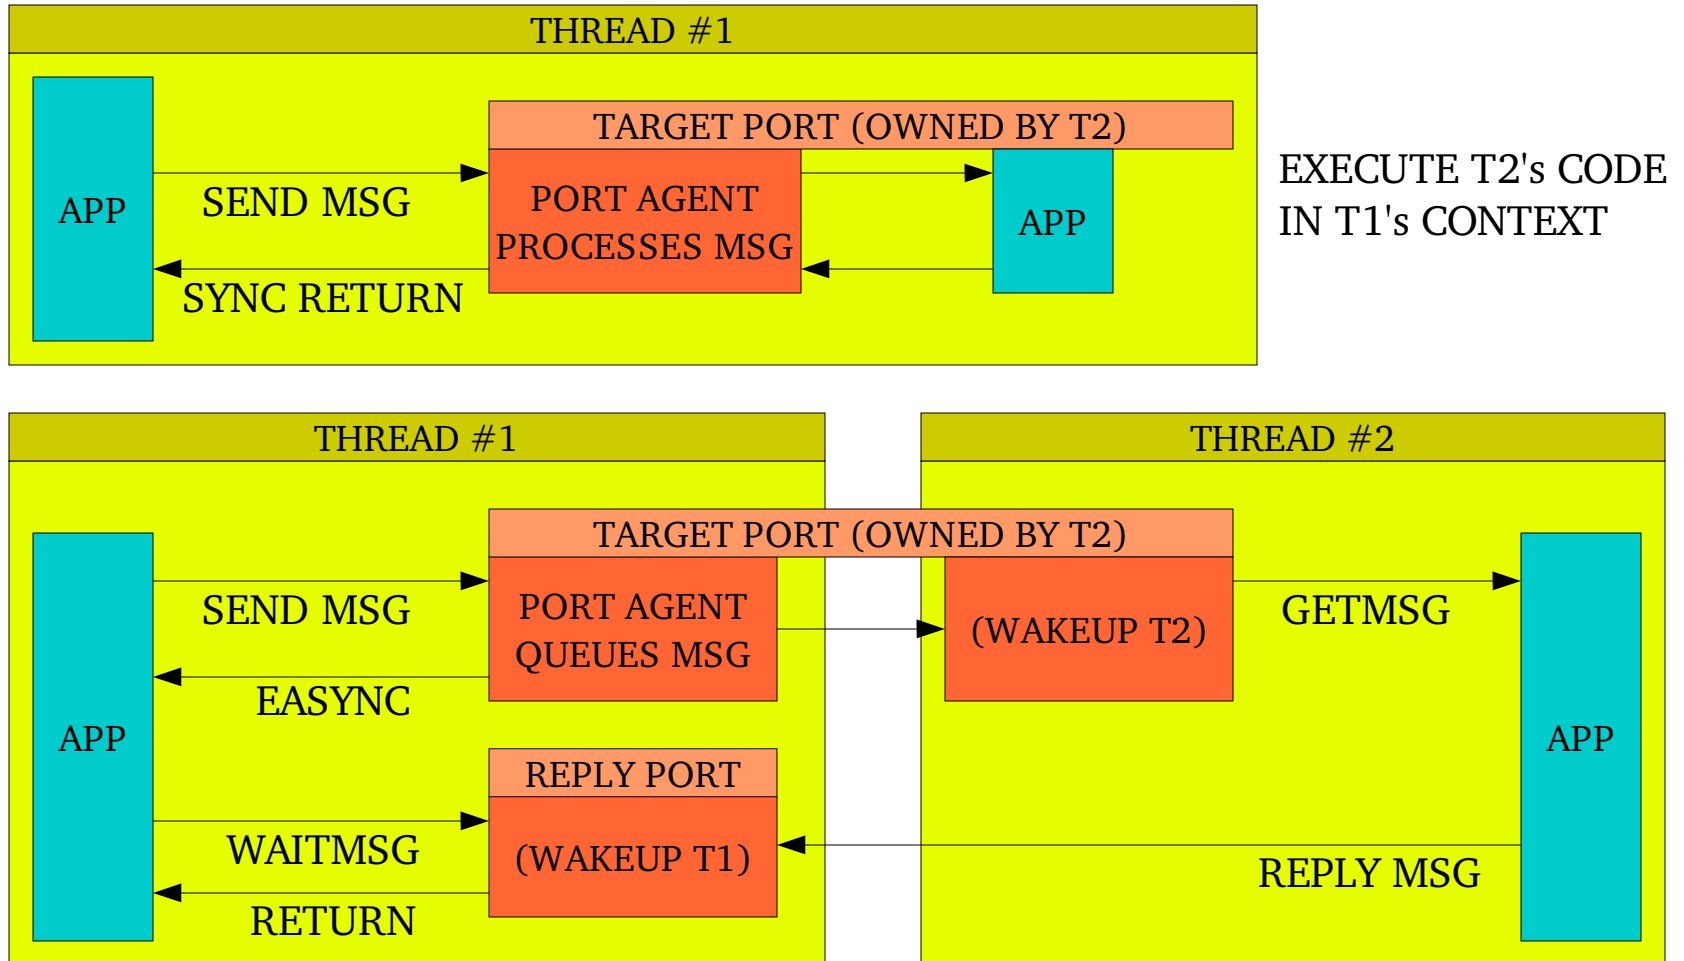 THREAD #1
TARGET PORT (OWNED BY T2)
APP
SEND MSG
PORT AGENT
PROCESSES MSG
APP
SYNC RETURN
EXECUTE T2's CODE
IN T1's CONTEXT
THREAD #1
THREAD #2
TARGET PORT (OWNED BY T2)
SEND MSG
PORT AGENT
QUEUES MSG
(WAKEUP T2)
GETMSG
EASYNC
APP
APP
REPLY PORT
WAITMSG
(WAKEUP T1)
REPLY MSG
RETURN